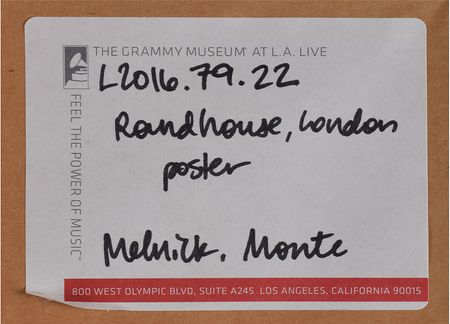 THE GRAMMY MUSEUM® AT L.A. LIVE
FEEL THE POWER OF MUSIC™
L2016.79.22
Roundhouse, London
poster
Melnick. Monte
800 WEST OLYMPIC BLVD, SUITE A245 LOS ANGELES, CALIFORNIA 90015